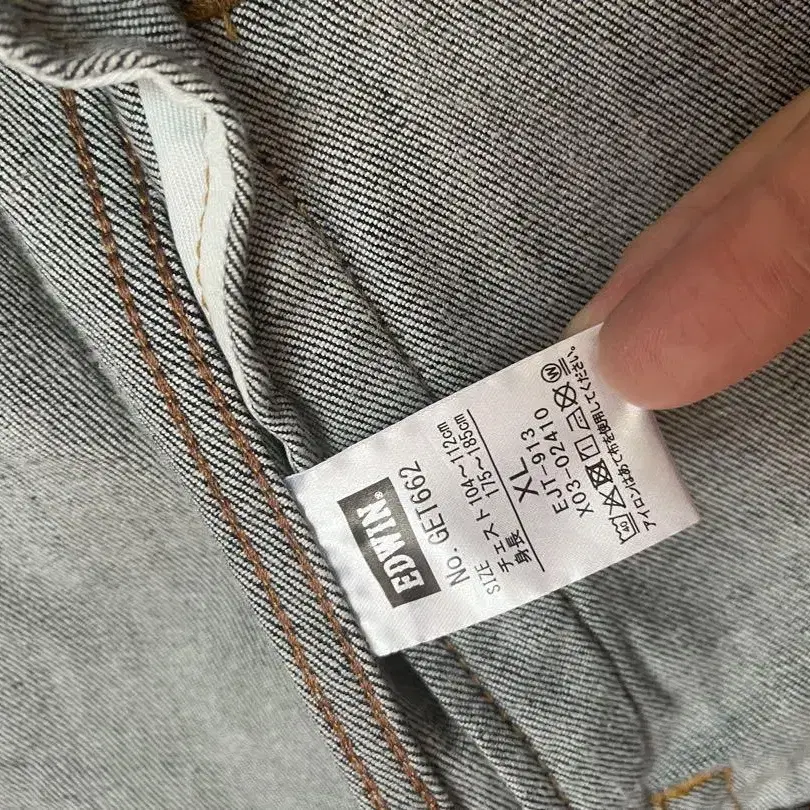 EDWIN®
No. GET662
SIZE
チェスト 104~112cm
身長 175~185cm
XL
EJT-913
X03-02410
40 W
アイロンはあて布を使用してください。